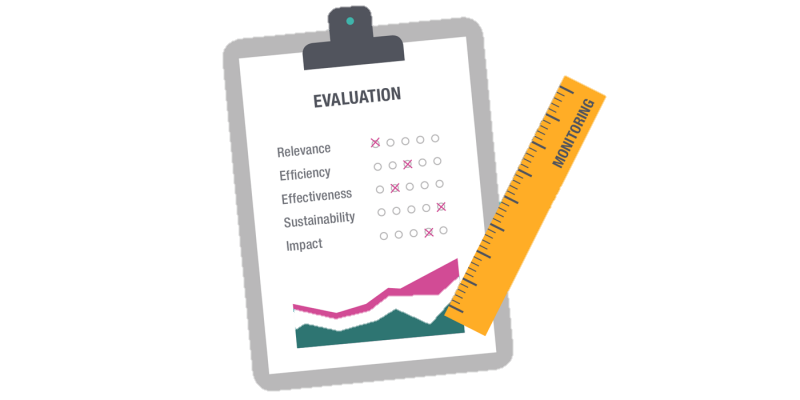 EVALUATION
Relevance
Efficiency
Effectiveness
Sustainability
Impact
MONITORING